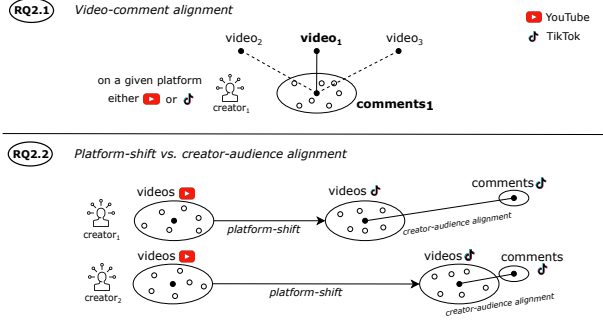 RQ2.1 Video-comment alignment
YouTube
TikTok
video2 video1 video3
on a given platform
either or
creator1
comments1
RQ2.2 Platform-shift vs. creator-audience alignment
videos
videos
comments
creator1
platform-shift
creator-audience alignment
videos
videos
comments
creator2
platform-shift
creator-audience alignment